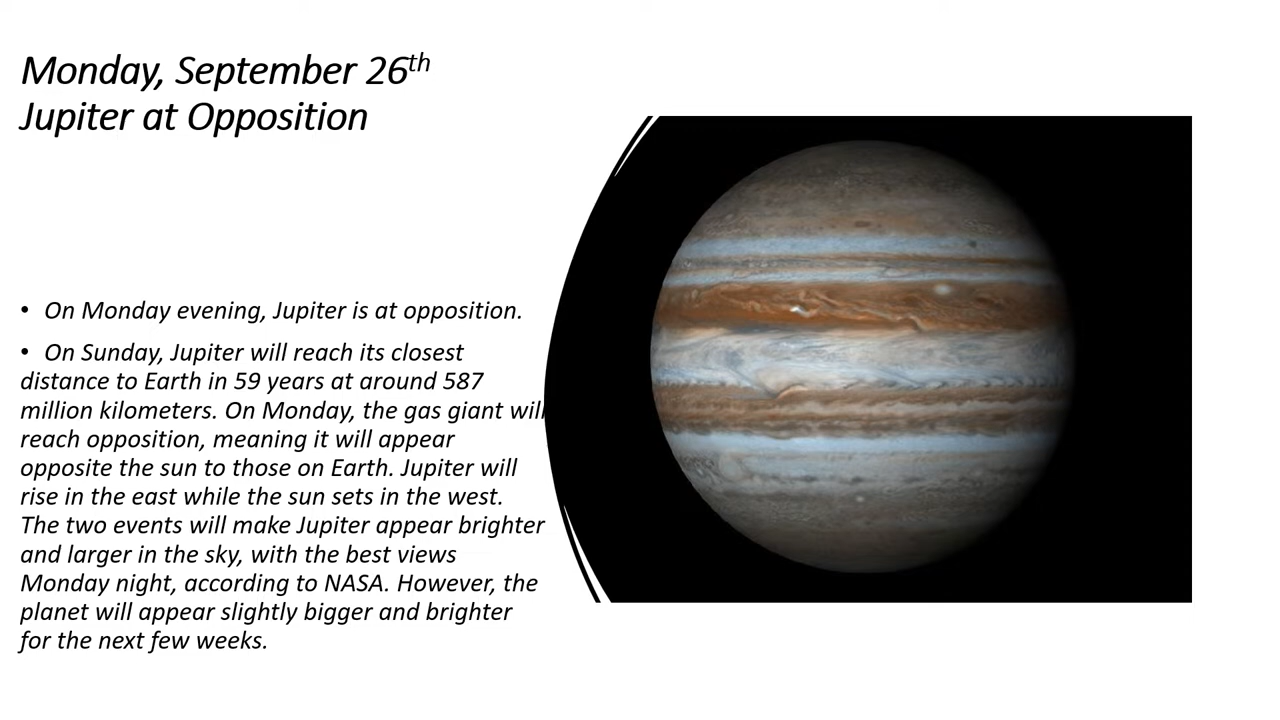 Monday, September 26th
Jupiter at Opposition
• On Monday evening, Jupiter is at opposition.
• On Sunday, Jupiter will reach its closest
distance to Earth in 59 years at around 587
million kilometers. On Monday, the gas giant will
reach opposition, meaning it will appear
opposite the sun to those on Earth. Jupiter will
rise in the east while the sun sets in the west.
The two events will make Jupiter appear brighter
and larger in the sky, with the best views
Monday night, according to NASA. However, the
planet will appear slightly bigger and brighter
for the next few weeks.